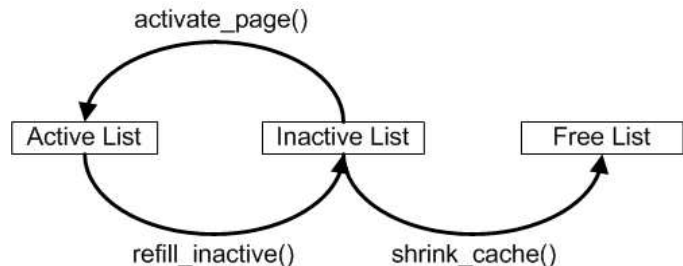 activate_page()
Active List
Inactive List
Free List
refill_inactive()
shrink_cache()